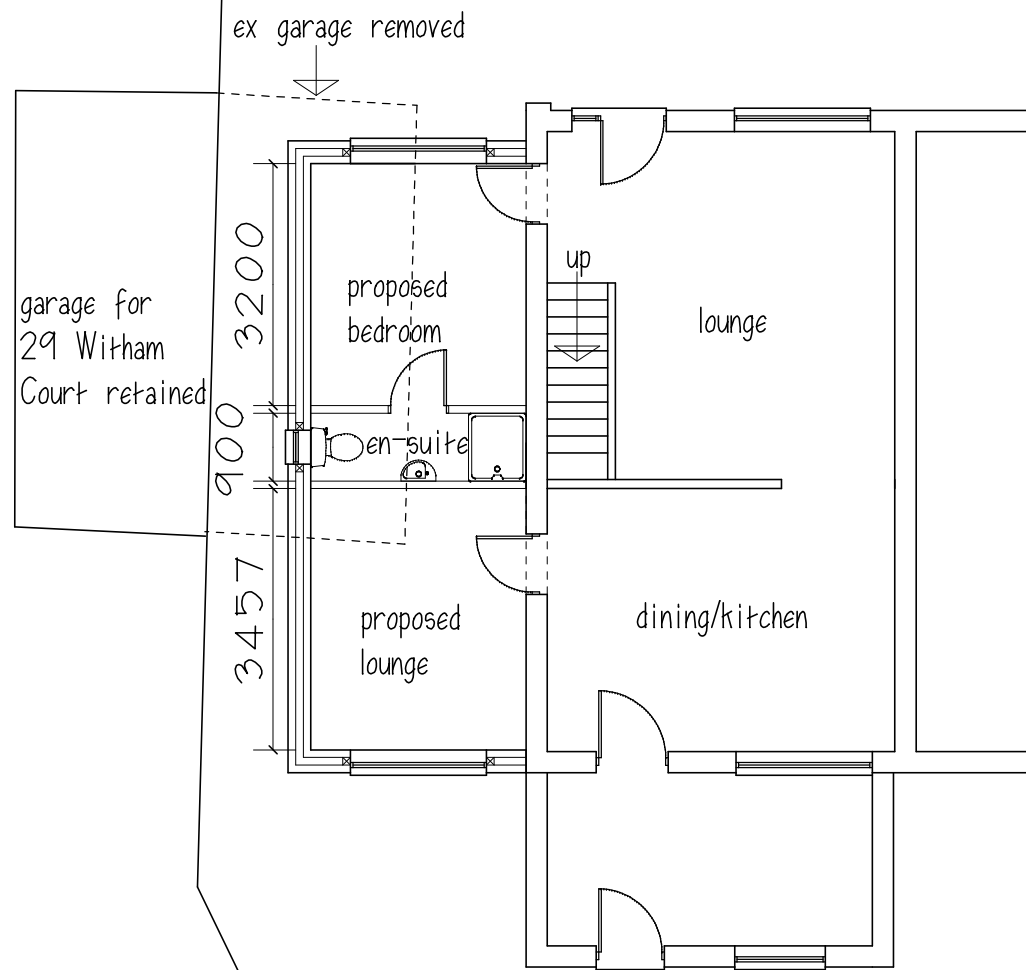 ex garage removed
up
3200
proposed
bedroom
garage for
29 Witham
Court retained
lounge
900
en-suite
3457
proposed
lounge
dining/kitchen